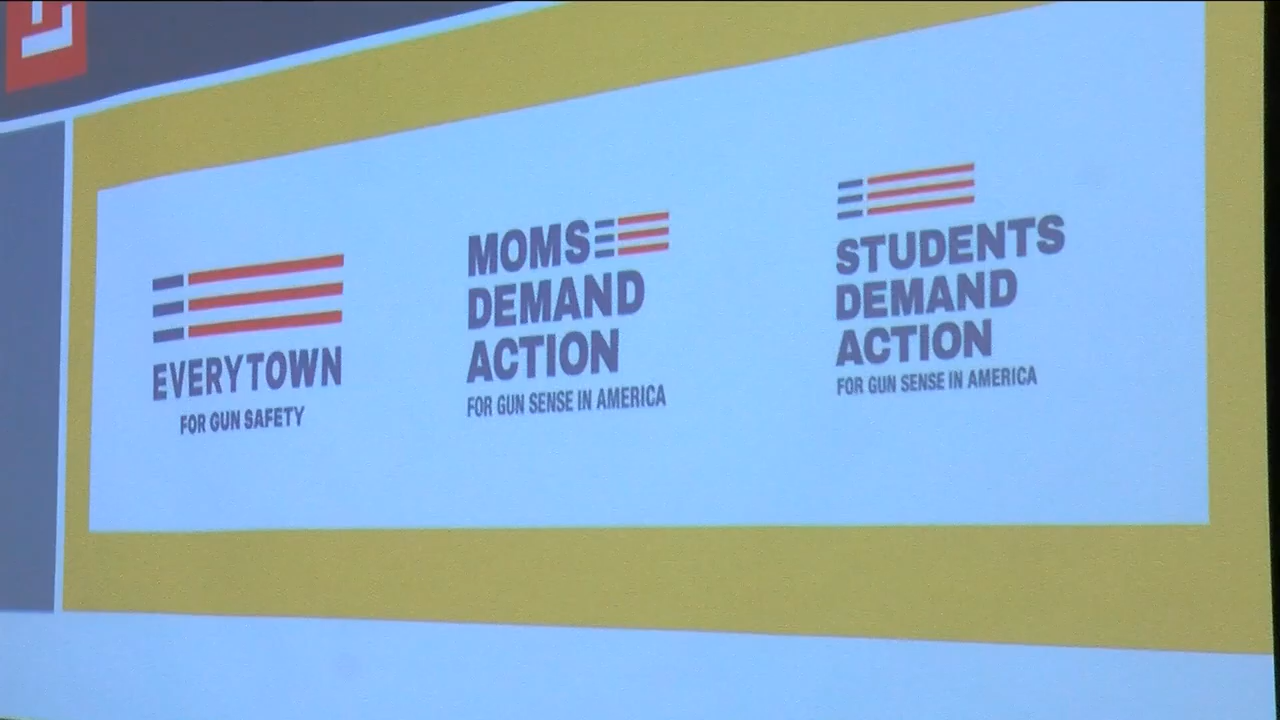 EVERYTOWN
FOR GUN SAFETY
MOMS
DEMAND
ACTION
FOR GUN SENSE IN AMERICA
STUDENTS
DEMAND
ACTION
FOR GUN SENSE IN AMERICA